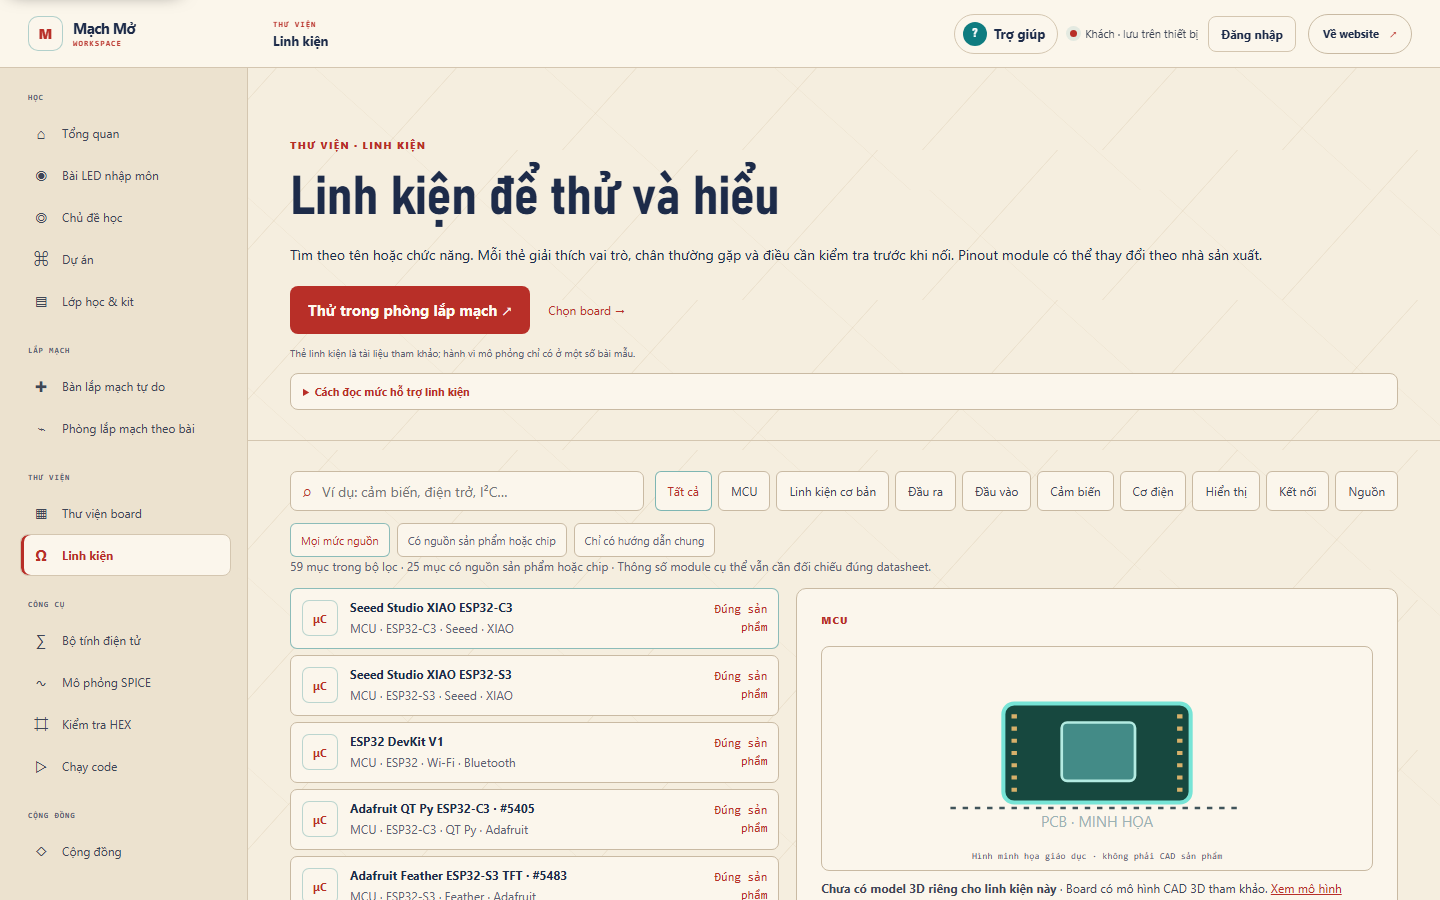 M
Mạch Mở
WORKSPACE
THƯ VIỆN
Linh kiện
? Trợ giúp
Khách · lưu trên thiết bị
Đăng nhập
Về website ↗
HỌC
Tổng quan
Bài LED nhập môn
Chủ đề học
Dự án
Lớp học & kit
LẮP MẠCH
Bàn lắp mạch tự do
Phòng lắp mạch theo bài
THƯ VIỆN
Thư viện board
Ω Linh kiện
CÔNG CỤ
∑ Bộ tính điện tử
Mô phỏng SPICE
Kiểm tra HEX
Chạy code
CỘNG ĐỒNG
Cộng đồng
THƯ VIỆN · LINH KIỆN
Linh kiện để thử và hiểu
Tìm theo tên hoặc chức năng. Mỗi thẻ giải thích vai trò, chân thường gặp và điều cần kiểm tra trước khi nối. Pinout module có thể thay đổi theo nhà sản xuất.
Thử trong phòng lắp mạch ↗
Chọn board →
Thẻ linh kiện là tài liệu tham khảo; hành vi mô phỏng chỉ có ở một số bài mẫu.
▶ Cách đọc mức hỗ trợ linh kiện
Ví dụ: cảm biến, điện trở, I²C...
Tất cả
MCU
Linh kiện cơ bản
Đầu ra
Đầu vào
Cảm biến
Cơ điện
Hiển thị
Kết nối
Nguồn
Mọi mức nguồn
Có nguồn sản phẩm hoặc chip
Chỉ có hướng dẫn chung
59 mục trong bộ lọc · 25 mục có nguồn sản phẩm hoặc chip · Thông số module cụ thể vẫn cần đối chiếu đúng datasheet.
µC
Seeed Studio XIAO ESP32-C3
MCU · ESP32-C3 · Seeed · XIAO
Đúng sản
phẩm
µC
Seeed Studio XIAO ESP32-S3
MCU · ESP32-S3 · Seeed · XIAO
Đúng sản
phẩm
µC
ESP32 DevKit V1
MCU · ESP32 · Wi-Fi · Bluetooth
Đúng sản
phẩm
µC
Adafruit QT Py ESP32-C3 · #5405
MCU · ESP32-C3 · QT Py · Adafruit
Đúng sản
phẩm
µC
Adafruit Feather ESP32-S3 TFT · #5483
MCU · ESP32-S3 · Feather · Adafruit
Đúng sản
phẩm
MCU
PCB · MINH HỌA
Hình minh họa giáo dục · không phải CAD sản phẩm
Chưa có model 3D riêng cho linh kiện này · Board có mô hình CAD 3D tham khảo. Xem mô hình